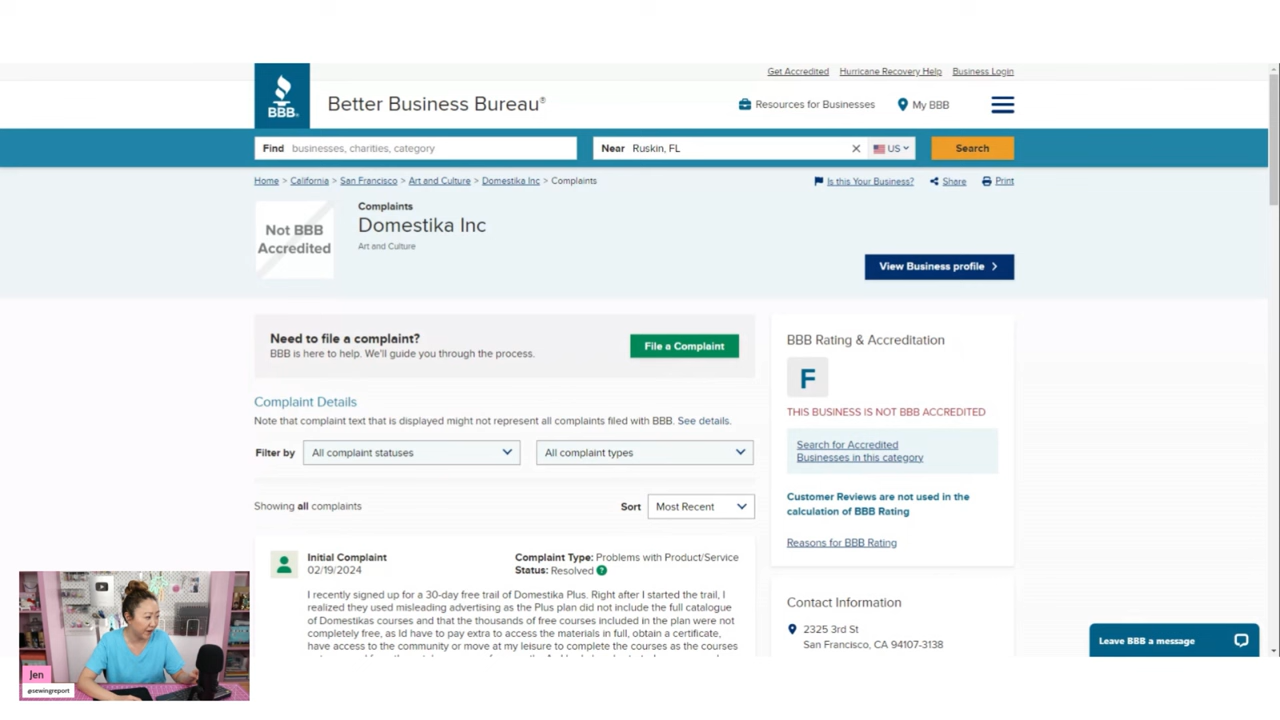 Get Accredited Hurricane Recovery Help Business Login
BBB.
Better Business Bureau®
Resources for Businesses My BBB
Find businesses, charities, category Near Ruskin, FL US Search
Home > California > San Francisco > Art and Culture > Domestika Inc > Complaints
Is this Your Business? Share Print
Not BBB
Accredited
Complaints
Domestika Inc
Art and Culture
View Business profile
Need to file a complaint?
BBB is here to help. We'll guide you through the process.
File a Complaint
Complaint Details
Note that complaint text that is displayed might not represent all complaints filed with BBB. See details.
Filter by All complaint statuses All complaint types
Showing all complaints
Sort Most Recent
Initial Complaint
02/19/2024
Complaint Type: Problems with Product/Service
Status: Resolved
I recently signed up for a 30-day free trail of Domestika Plus. Right after I started the trail, I
realized they used misleading advertising as the Plus plan did not include the full catalogue
of Domestikas courses and that the thousands of free courses included in the plan were not
completely free, as Id have to pay extra to access the materials in full, obtain a certificate,
have access to the community or move at my leisure to complete the courses as the courses
BBB Rating & Accreditation
F
THIS BUSINESS IS NOT BBB ACCREDITED
Search for Accredited
Businesses in this category
Customer Reviews are not used in the
calculation of BBB Rating
Reasons for BBB Rating
Contact Information
2325 3rd St
San Francisco, CA 94107-3138
Leave BBB a message
Jen
@sewingreport